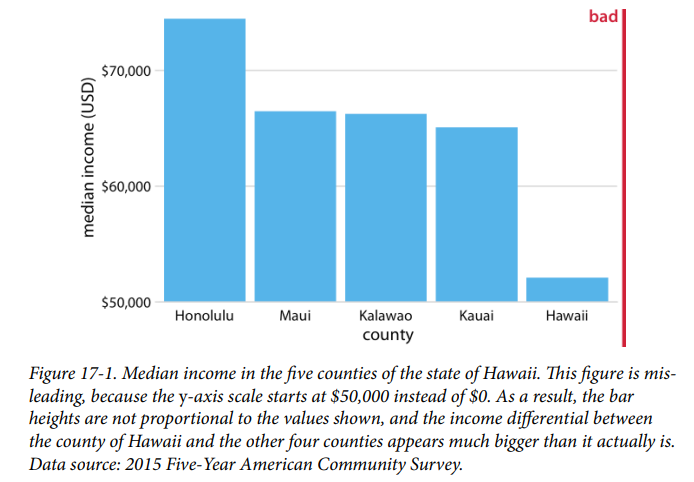 bad
$70,000
$60,000
$50,000
median income (USD)
Honolulu Maui Kalawao Kauai Hawaii
county
Figure 17-1. Median income in the five counties of the state of Hawaii. This figure is mis-
leading, because the y-axis scale starts at $50,000 instead of $0. As a result, the bar
heights are not proportional to the values shown, and the income differential between
the county of Hawaii and the other four counties appears much bigger than it actually is.
Data source: 2015 Five-Year American Community Survey.